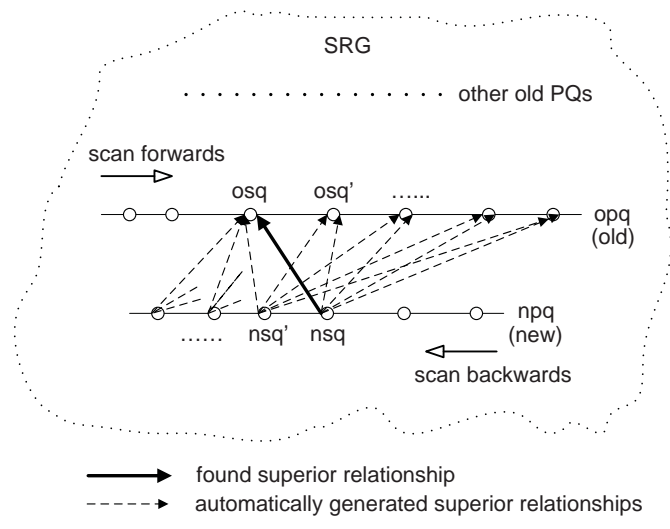 SRG
other old PQs
scan forwards
osq osq' …...
opq
(old)
…… nsq' nsq
npq
(new)
scan backwards
found superior relationship
automatically generated superior relationships